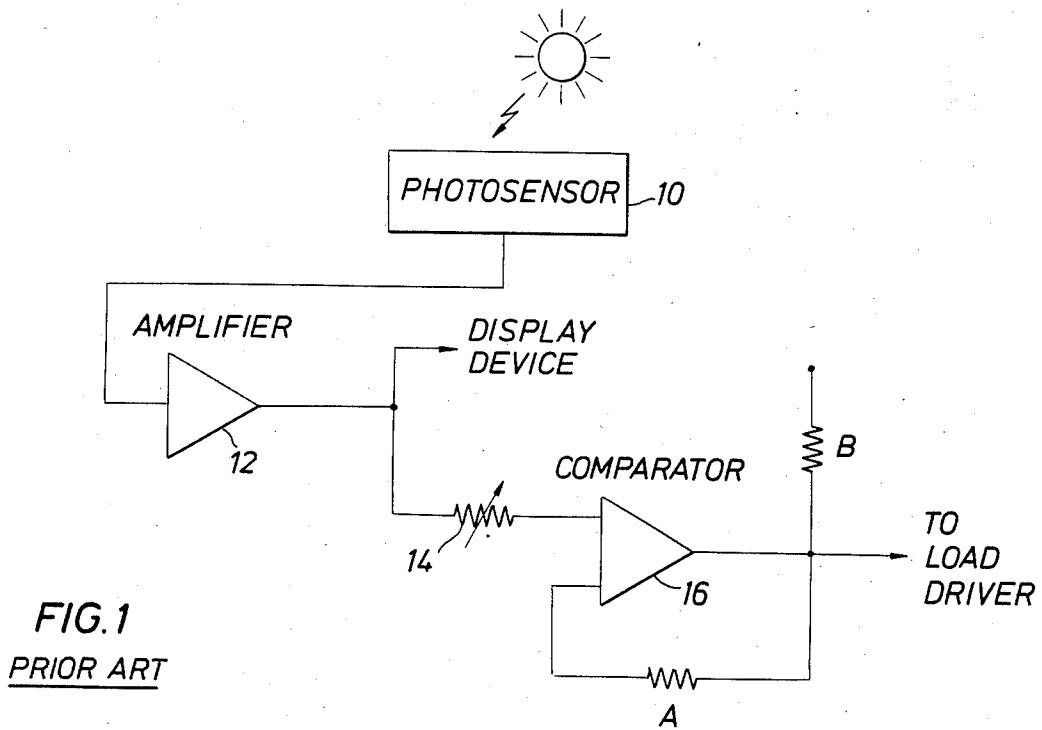 PHOTOSENSOR
10
AMPLIFIER
DISPLAY
DEVICE
12
COMPARATOR
B
14
16
TO
LOAD
DRIVER
A
FIG.1
PRIOR ART